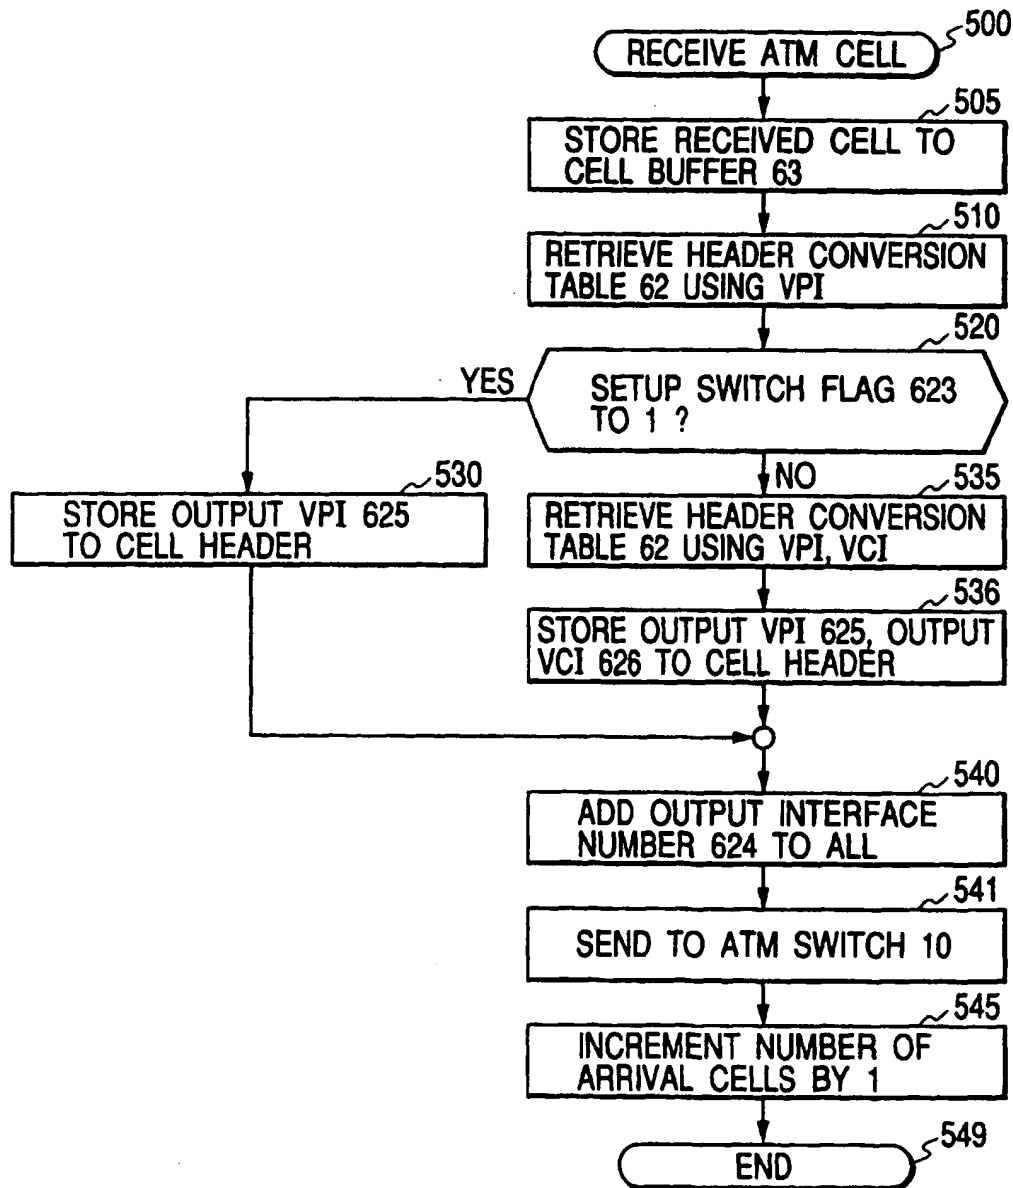 500
RECEIVE ATM CELL
505
STORE RECEIVED CELL TO
CELL BUFFER 63
510
RETRIEVE HEADER CONVERSION
TABLE 62 USING VPI
520
YES
SETUP SWITCH FLAG 623
TO 1 ?
NO
530
STORE OUTPUT VPI 625
TO CELL HEADER
535
RETRIEVE HEADER CONVERSION
TABLE 62 USING VPI, VCI
536
STORE OUTPUT VPI 625, OUTPUT
VCI 626 TO CELL HEADER
540
ADD OUTPUT INTERFACE
NUMBER 624 TO ALL
541
SEND TO ATM SWITCH 10
545
INCREMENT NUMBER OF
ARRIVAL CELLS BY 1
549
END